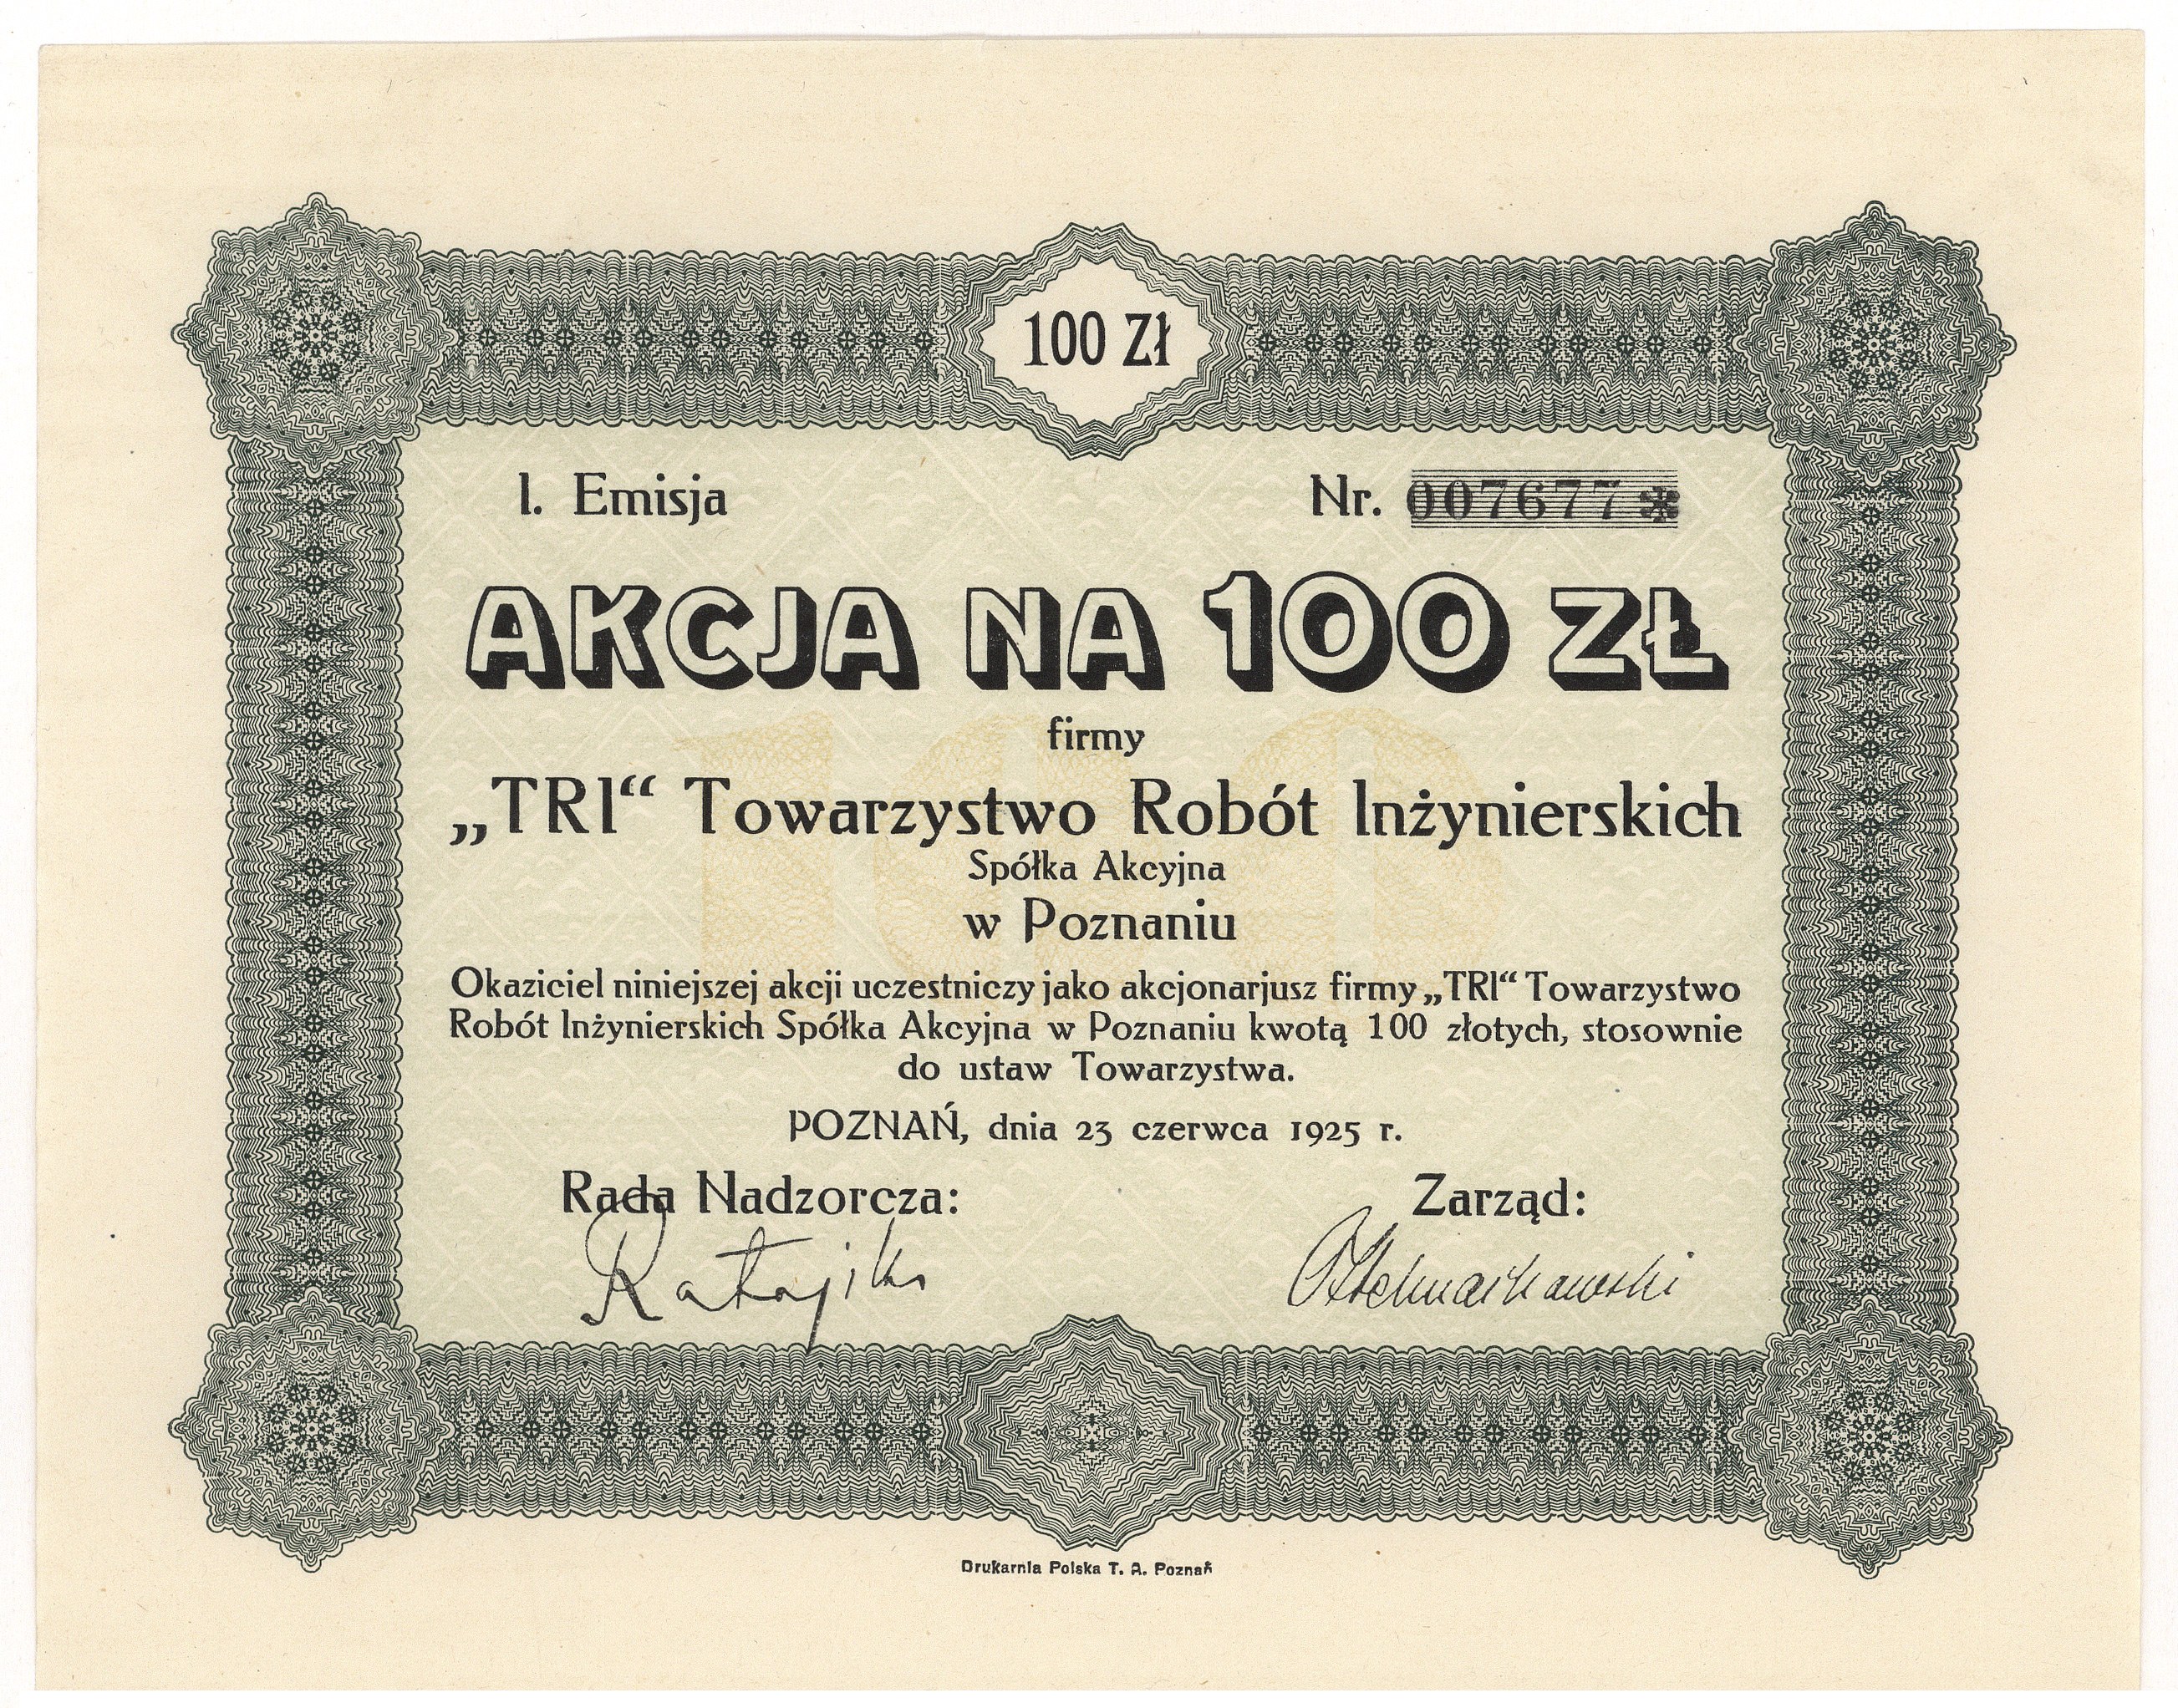 100 Zł
I. Emisja
Nr. 007677 *
AKCJA NA 100 ZŁ
firmy
„TRI“ Towarzystwo Robót Inżynierskich
Spółka Akcyjna
w Poznaniu
Okaziciel niniejszej akcji uczestniczy jako akcjonarjusz firmy „TRI“ Towarzystwo
Robót Inżynierskich Spółka Akcyjna w Poznaniu kwotą 100 złotych, stosownie
do ustaw Towarzystwa.
POZNAŃ, dnia 23 czerwca 1925 r.
Rada Nadzorcza:
Zarząd:
Drukarnia Polska T. A. Poznań